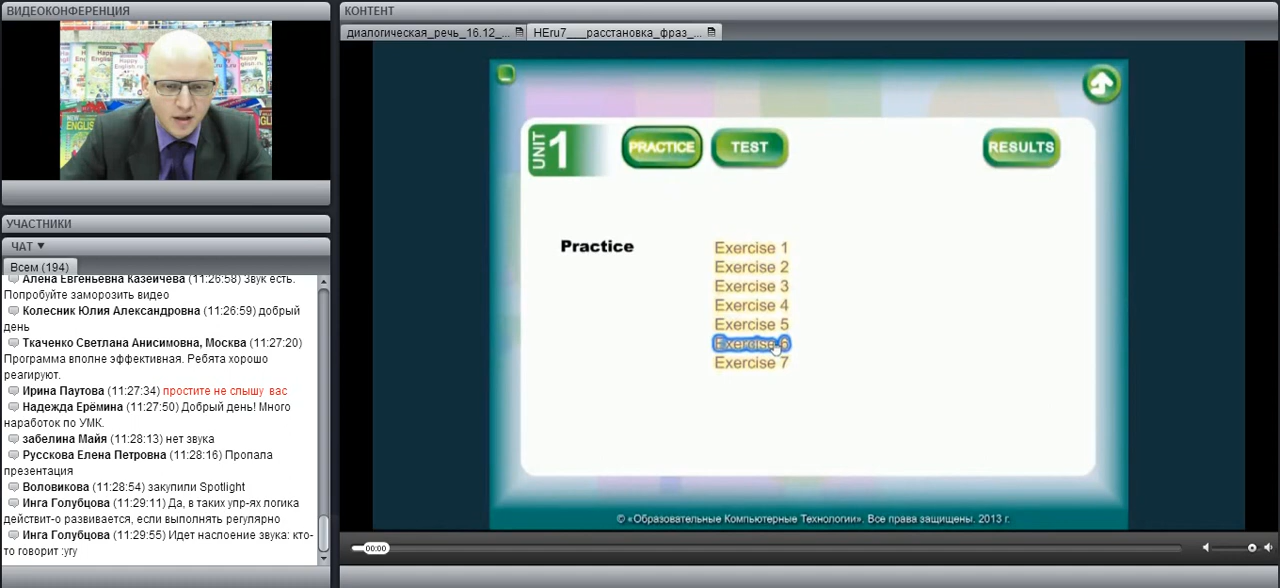 ВИДЕОКОНФЕРЕНЦИЯ
Happy English.ru
ENGLISH
УЧАСТНИКИ
ЧАТ ▼
Всем (194)
Алёна Евгеньевна Казеичева (11:26:58) Звук есть.
Попробуйте заморозить видео
Колесник Юлия Александровна (11:26:59) добрый
день
Ткаченко Светлана Анисимовна, Москва (11:27:20)
Программа вполне эффективная. Ребята хорошо
реагируют.
Ирина Паутова (11:27:34) простите не слышу вас
Надежда Ерёмина (11:27:50) Добрый день! Много
наработок по УМК.
забелина Майя (11:28:13) нет звука
Русскова Елена Петровна (11:28:16) Пропала
презентация
Воловикова (11:28:54) закупили Spotlight
Инга Голубцова (11:29:11) Да, в таких упр-ях логика
действит-о развивается, если выполнять регулярно
Инга Голубцова (11:29:55) Идет наслоение звука: кто-
то говорит :угу
КОНТЕНТ
диалогическая_речь_16.12_...
HEru7___расстановка_фраз_...
UNIT 1
PRACTICE
TEST
RESULTS
Practice
Exercise 1
Exercise 2
Exercise 3
Exercise 4
Exercise 5
Exercise 6
Exercise 7
© «Образовательные Компьютерные Технологии». Все права защищены. 2013 г.
00:00